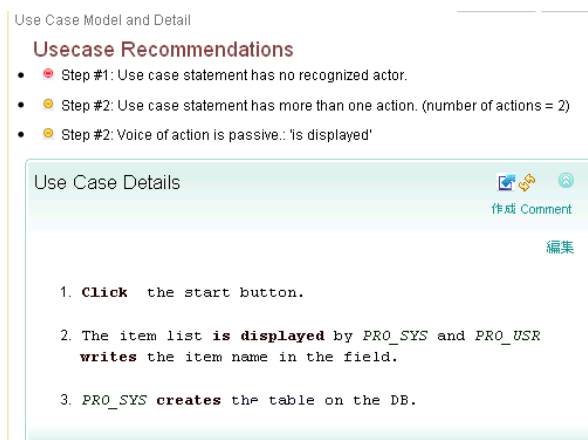 Use Case Model and Detail
Usecase Recommendations
Step #1: Use case statement has no recognized actor.
Step #2: Use case statement has more than one action. (number of actions = 2)
Step #2: Voice of action is passive.: 'is displayed'
Use Case Details
作成 Comment
編集
1. Click the start button.
2. The item list is displayed by PRO_SYS and PRO_USR
writes the item name in the field.
3. PRO_SYS creates the table on the DB.